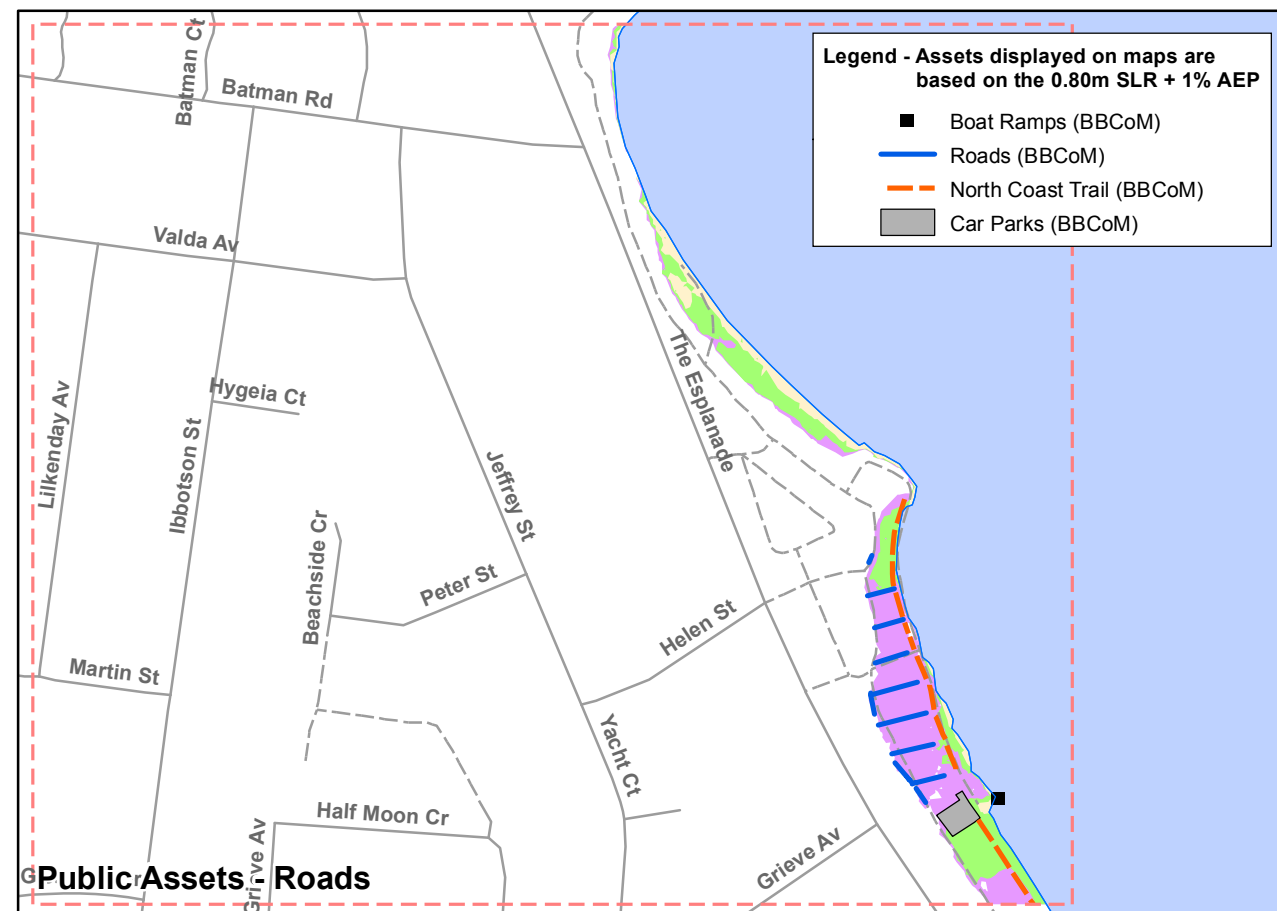 Legend - Assets displayed on maps are
based on the 0.80m SLR + 1% AEP
Boat Ramps (BBCoM)
Roads (BBCoM)
North Coast Trail (BBCoM)
Car Parks (BBCoM)
Batman Ct
Batman Rd
Valda Av
The Esplanade
Hygeia Ct
Lilkenday Av
Ibbotson St
Jeffrey St
Beachside Cr
Peter St
Helen St
Martin St
Yacht Ct
Half Moon Cr
Grieve Av
Grieve Av
Public Assets - Roads